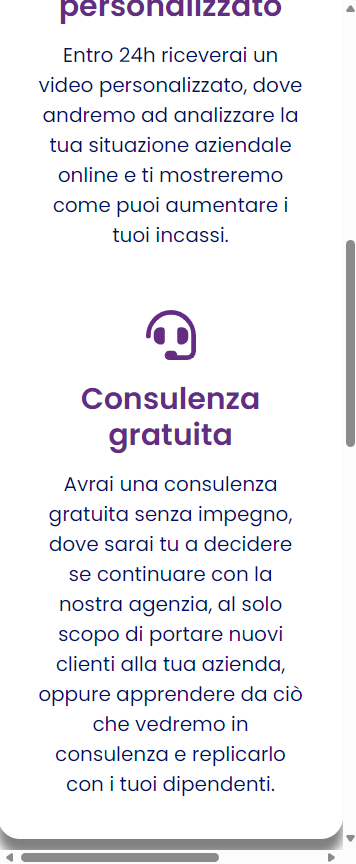 personalizzato
Entro 24h riceverai un
video personalizzato, dove
andremo ad analizzare la
tua situazione aziendale
online e ti mostreremo
come puoi aumentare i
tuoi incassi.
Consulenza
gratuita
Avrai una consulenza
gratuita senza impegno,
dove sarai tu a decidere
se continuare con la
nostra agenzia, al solo
scopo di portare nuovi
clienti alla tua azienda,
oppure apprendere da ciò
che vedremo in
consulenza e replicarlo
con i tuoi dipendenti.